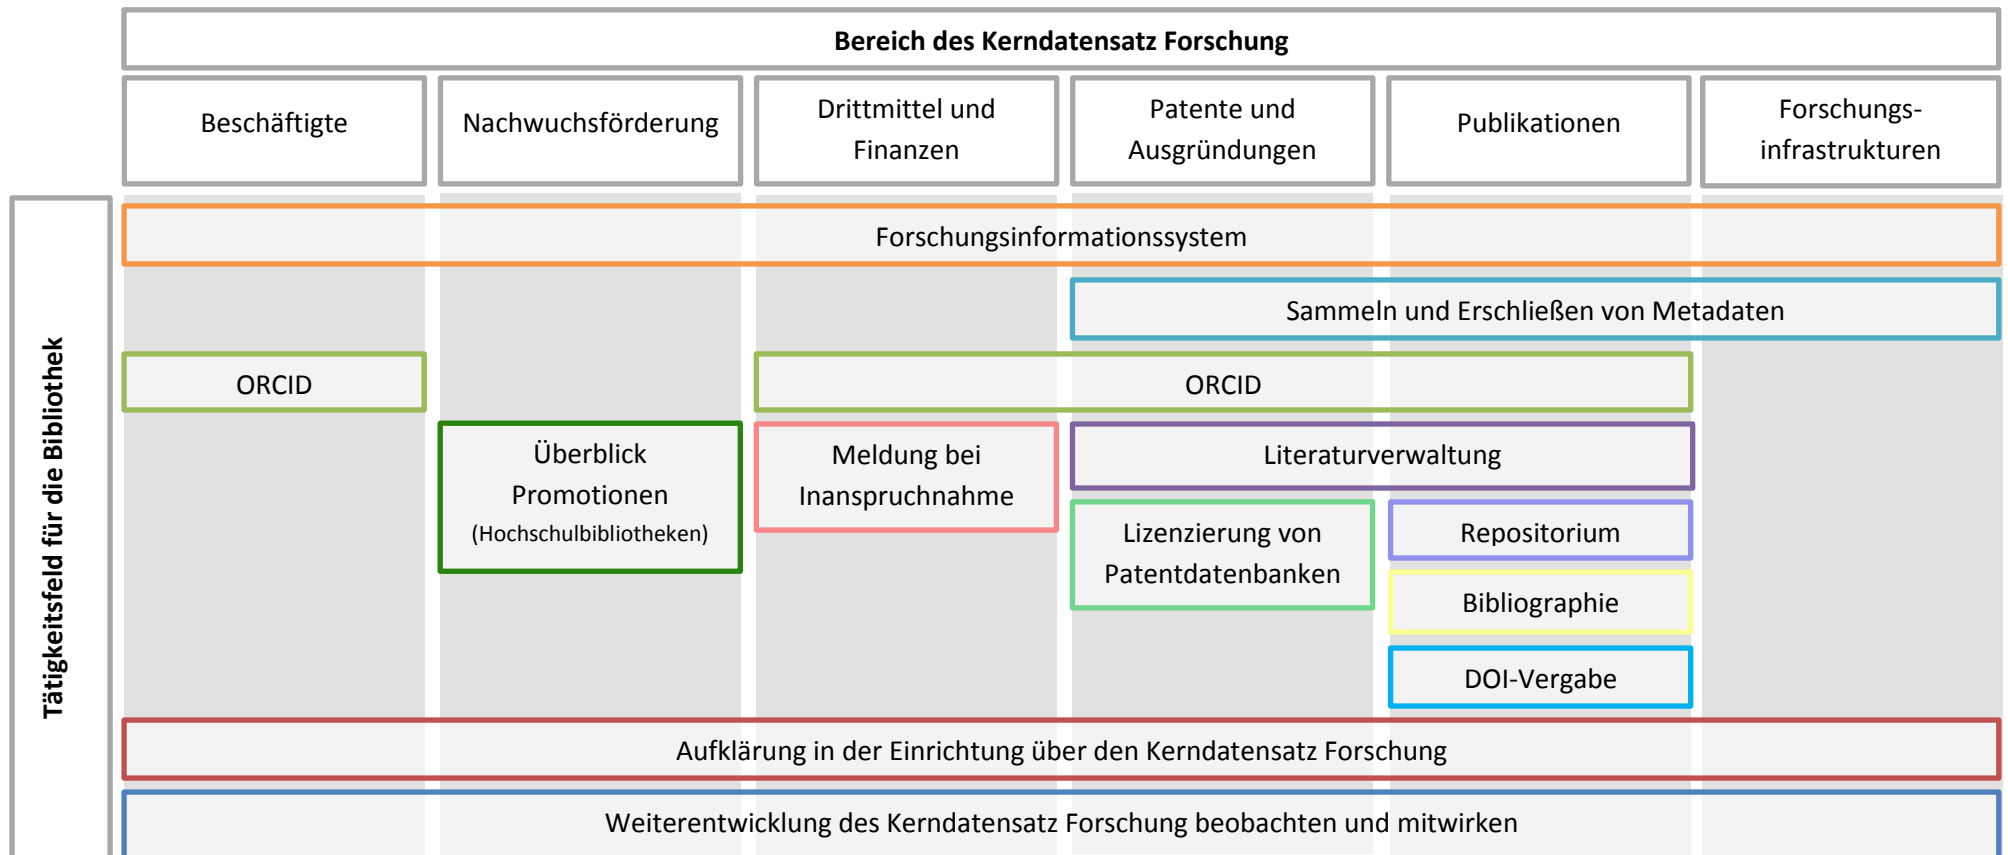 Bereich des Kerndatensatz Forschung
Beschäftigte
Nachwuchsförderung
Drittmittel und
Finanzen
Patente und
Ausgründungen
Publikationen
Forschungs-
infrastrukturen
Tätigkeitsfeld für die Bibliothek
Forschungsinformationssystem
Sammeln und Erschließen von Metadaten
ORCID
ORCID
Überblick
Promotionen
(Hochschulbibliotheken)
Meldung bei
Inanspruchnahme
Literaturverwaltung
Lizenzierung von
Patentdatenbanken
Repositorium
Bibliographie
DOI-Vergabe
Aufklärung in der Einrichtung über den Kerndatensatz Forschung
Weiterentwicklung des Kerndatensatz Forschung beobachten und mitwirken